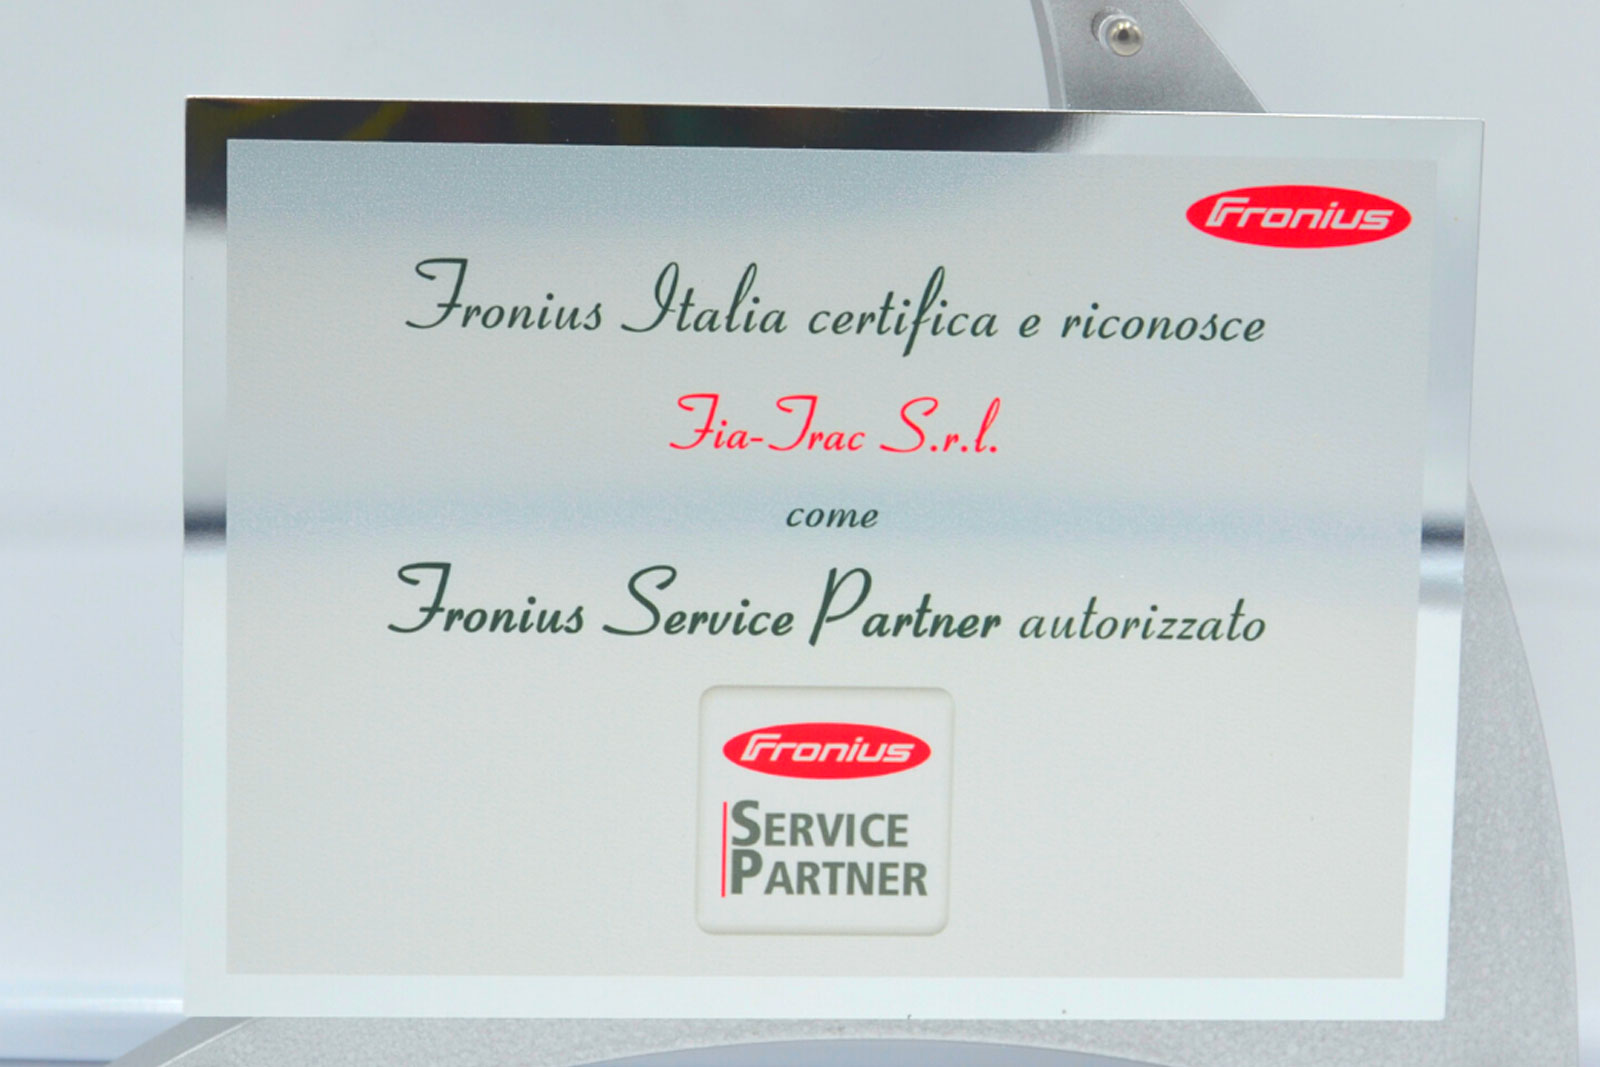 Fronius
Fronius Italia certifica e riconosce
Fia-Trac S.r.l.
come
Fronius Service Partner autorizzato
Fronius
SERVICE
PARTNER